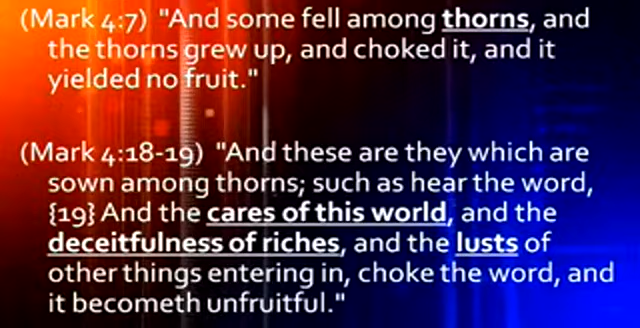 (Mark 4:7) "And some fell among thorns, and
the thorns grew up, and choked it, and it
yielded no fruit."
(Mark 4:18-19) "And these are they which are
sown among thorns; such as hear the word,
{19} And the cares of this world, and the
deceitfulness of riches, and the lusts of
other things entering in, choke the word, and
it becometh unfruitful."